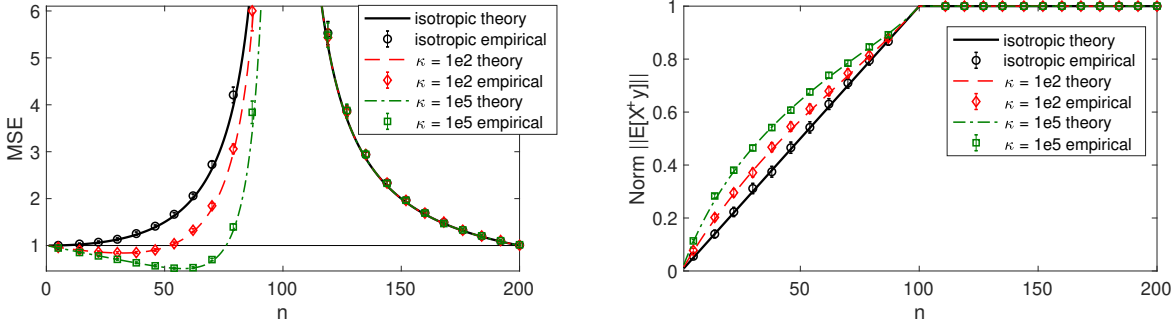 6
5
4
3
2
1
MSE
0
50
100
150
200
n
isotropic theory
isotropic empirical
κ = 1e2 theory
κ = 1e2 empirical
κ = 1e5 theory
κ = 1e5 empirical
1
0.8
0.6
0.4
0.2
0
Norm ||E[X⁺y]||
50
100
150
200
n
isotropic theory
isotropic empirical
κ = 1e2 theory
κ = 1e2 empirical
κ = 1e5 theory
κ = 1e5 empirical